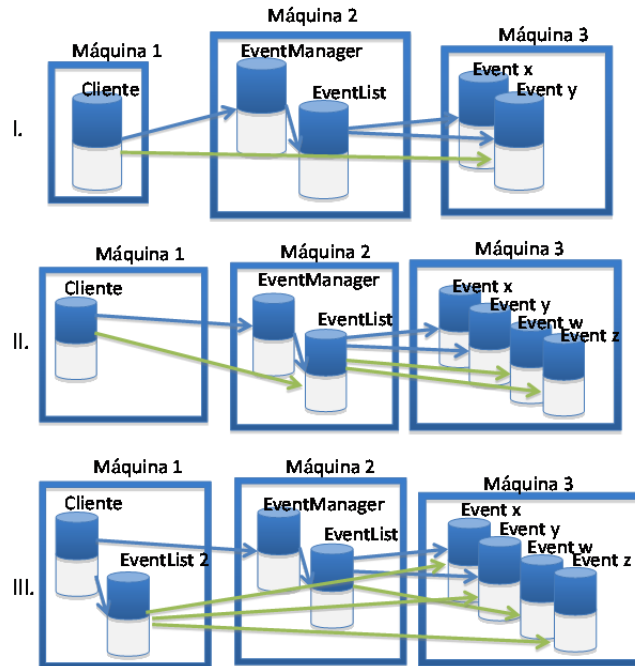 Máquina 1
Máquina 2
Máquina 3
I.
Cliente
EventManager
EventList
Event x
Event y
Máquina 1
Máquina 2
Máquina 3
II.
Cliente
EventManager
EventList
Event x
Event y
Event w
Event z
Máquina 1
Máquina 2
Máquina 3
III.
Cliente
EventList 2
EventManager
EventList
Event x
Event y
Event w
Event z